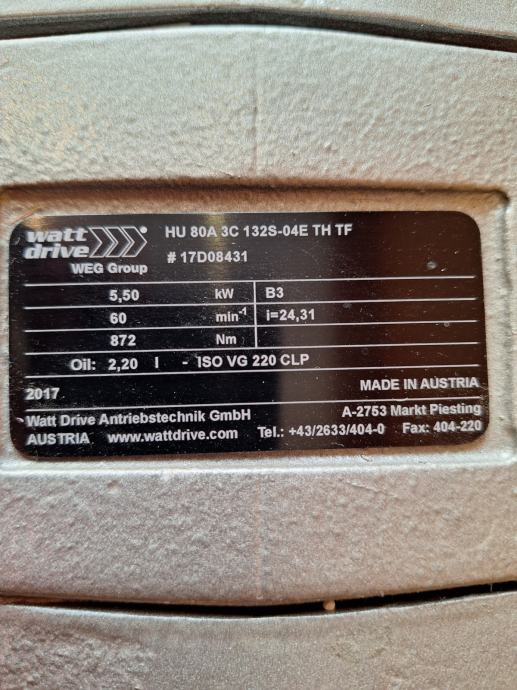 watt drive
WEG Group
HU 80A 3C 132S-04E TH TF
# 17D08431
5,50 kW B3
60 min-1 i=24,31
872 Nm
Oil: 2,20 l - ISO VG 220 CLP
2017 MADE IN AUSTRIA
Watt Drive Antriebstechnik GmbH A-2753 Markt Piesting
AUSTRIA www.wattdrive.com Tel.: +43/2633/404-0 Fax: 404-220